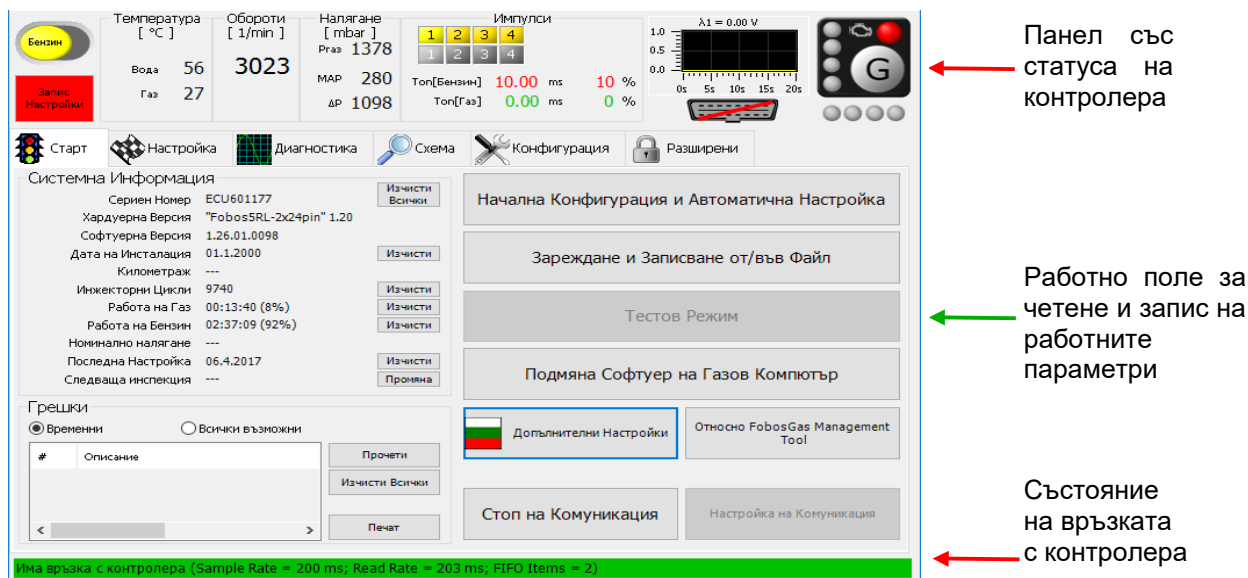 Температура
[ °C ]
Обороти
[ 1/min ]
Налягане
[ mbar ]
Импулси
λ1 = 0.00 V
Бензин
Запис
Настройки
Вода 56
Газ 27
3023
Pгаз 1378
MAP 280
ΔP 1098
1 2 3 4
1 2 3 4
Tоп[Бензин] 10.00 ms 10 %
Tоп[Газ] 0.00 ms 0 %
1.0
0.5
0.0
0s 5s 10s 15s 20s
G
Панел със
статуса на
контролера
Старт
Настройка
Диагностика
Схема
Конфигурация
Разширени
Системна Информация
Изчисти
Всички
Сериен Номер ECU601177
Хардуерна Версия "Fobos5RL-2x24pin" 1.20
Софтуерна Версия 1.26.01.0098
Дата на Инсталация 01.1.2000 Изчисти
Километраж ---
Инжекторни Цикли 9740 Изчисти
Работа на Газ 00:13:40 (8%) Изчисти
Работа на Бензин 02:37:09 (92%) Изчисти
Номинално налягане ---
Последна Настройка 06.4.2017 Изчисти
Следваща инспекция --- Промяна
Начална Конфигурация и Автоматична Настройка
Зареждане и Записване от/във Файл
Тестов Режим
Подмяна Софтуер на Газов Компютър
Допълнителни Настройки
Относно FobosGas Management
Tool
Стоп на Комуникация
Настройка на Комуникация
Работно поле за
четене и запис на
работните
параметри
Грешки
Временни
Всички възможни
# Описание
Прочети
Изчисти Всички
Печат
Състояние
на връзката
с контролера
Има връзка с контролера (Sample Rate = 200 ms; Read Rate = 203 ms; FIFO Items = 2)